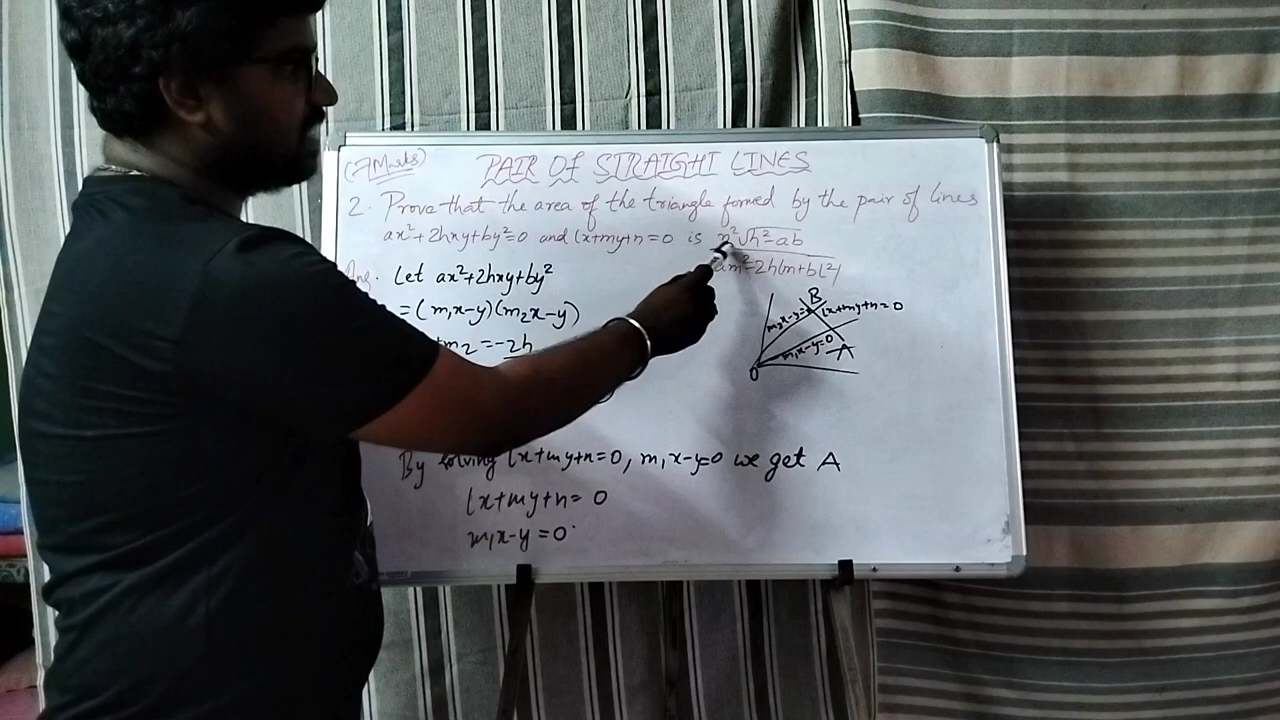 (7 Marks)
PAIR OF STRAIGHT LINES
2. Prove that the area of the triangle formed by the pair of lines
ax²+2hxy+by²=0 and lx+my+n=0 is n²√h²-ab
am²-2hlm+bl²|
Ans. Let ax²+2hxy+by²
=(m₁x-y)(m₂x-y)
m₂ = -2h
B
lx+my+n=0
m₂x-y=0
m₁x-y=0
A
O
By solving lx+my+n=0, m₁x-y=0 we get A
lx+my+n= 0
m₁x-y =0